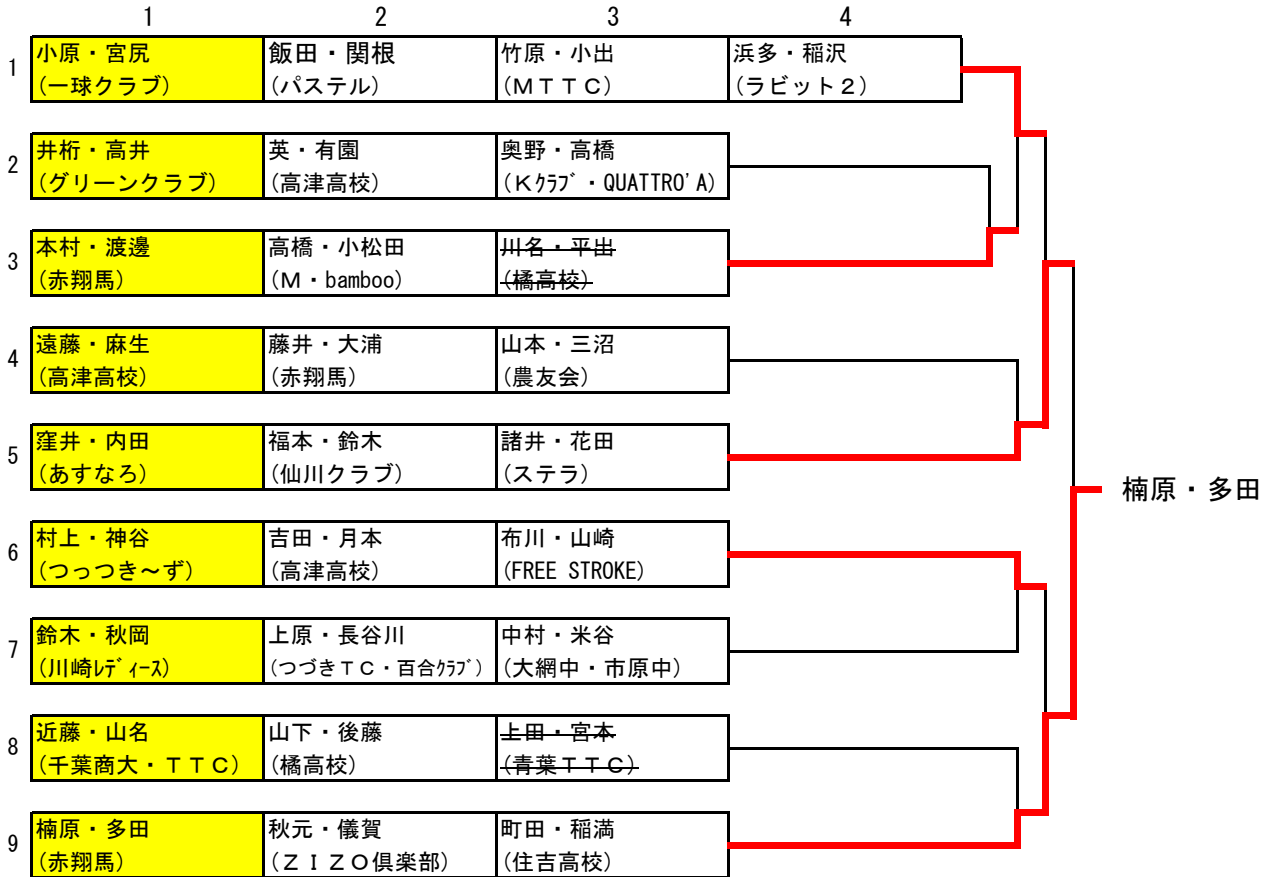 1 2 3 4
1
小原・宮尻 飯田・関根 竹原・小出 浜多・稲沢
(一球クラブ) (パステル) (MTTC) (ラビット2)
2
井桁・高井 英・有園 奥野・高橋
(グリーンクラブ) (高津高校) (Kクラブ・QUATTRO'A)
3
本村・渡邊 高橋・小松田 川名・平出
(赤翔馬) (M・bamboo) (橘高校)
4
遠藤・麻生 藤井・大浦 山本・三沼
(高津高校) (赤翔馬) (農友会)
5
窪井・内田 福本・鈴木 諸井・花田
(あすなろ) (仙川クラブ) (ステラ)
楠原・多田
6
村上・神谷 吉田・月本 布川・山崎
(つっつき~ず) (高津高校) (FREE STROKE)
7
鈴木・秋岡 上原・長谷川 中村・米谷
(川崎レディース) (つづきTC・百合クラブ) (大網中・市原中)
8
近藤・山名 山下・後藤 上田・宮本
(千葉商大・TTC) (橘高校) (青葉TTC)
9
楠原・多田 秋元・儀賀 町田・稲満
(赤翔馬) (ZIZO倶楽部) (住吉高校)